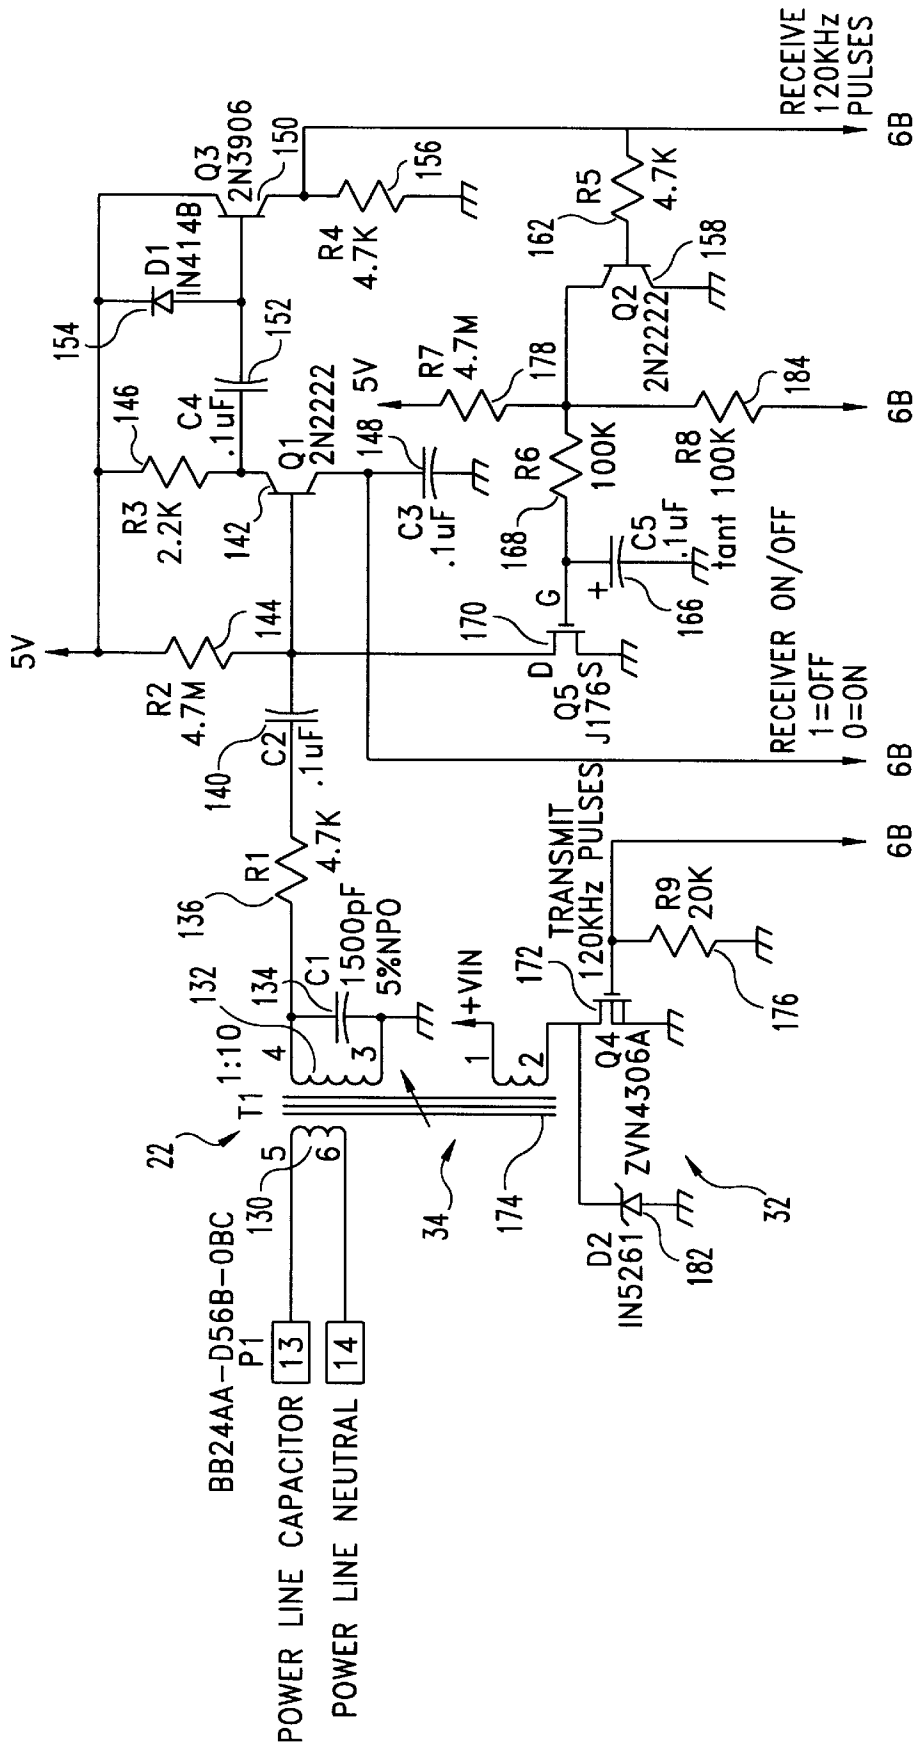 BB24AA-D56B-0BC
P1
POWER LINE CAPACITOR
13
POWER LINE NEUTRAL
14
22
T1 1:10
5
130
6
4
132
3
134
C1
1500pF
5%NPO
34
174
1
+VIN
2
136
R1
4.7K
140
C2
.1uF
5V
R2
4.7M
144
R3
2.2K
146
142
Q1
2N2222
C4
.1uF
152
154
D1
IN414B
Q3
2N3906
150
R4
4.7K
156
C3
.1uF
148
5V
R7
4.7M
178
R6
100K
168
G
D
S
170
Q5
J176
+
C5
.1uF
tant
166
R8
100K
184
Q2
2N2222
158
162
R5
4.7K
RECEIVE
120KHz
PULSES
6B
6B
RECEIVER ON/OFF
1=OFF
0=ON
6B
TRANSMIT
120KHz PULSES
6B
172
Q4
ZVN4306A
R9
20K
176
D2
IN5261
182
32